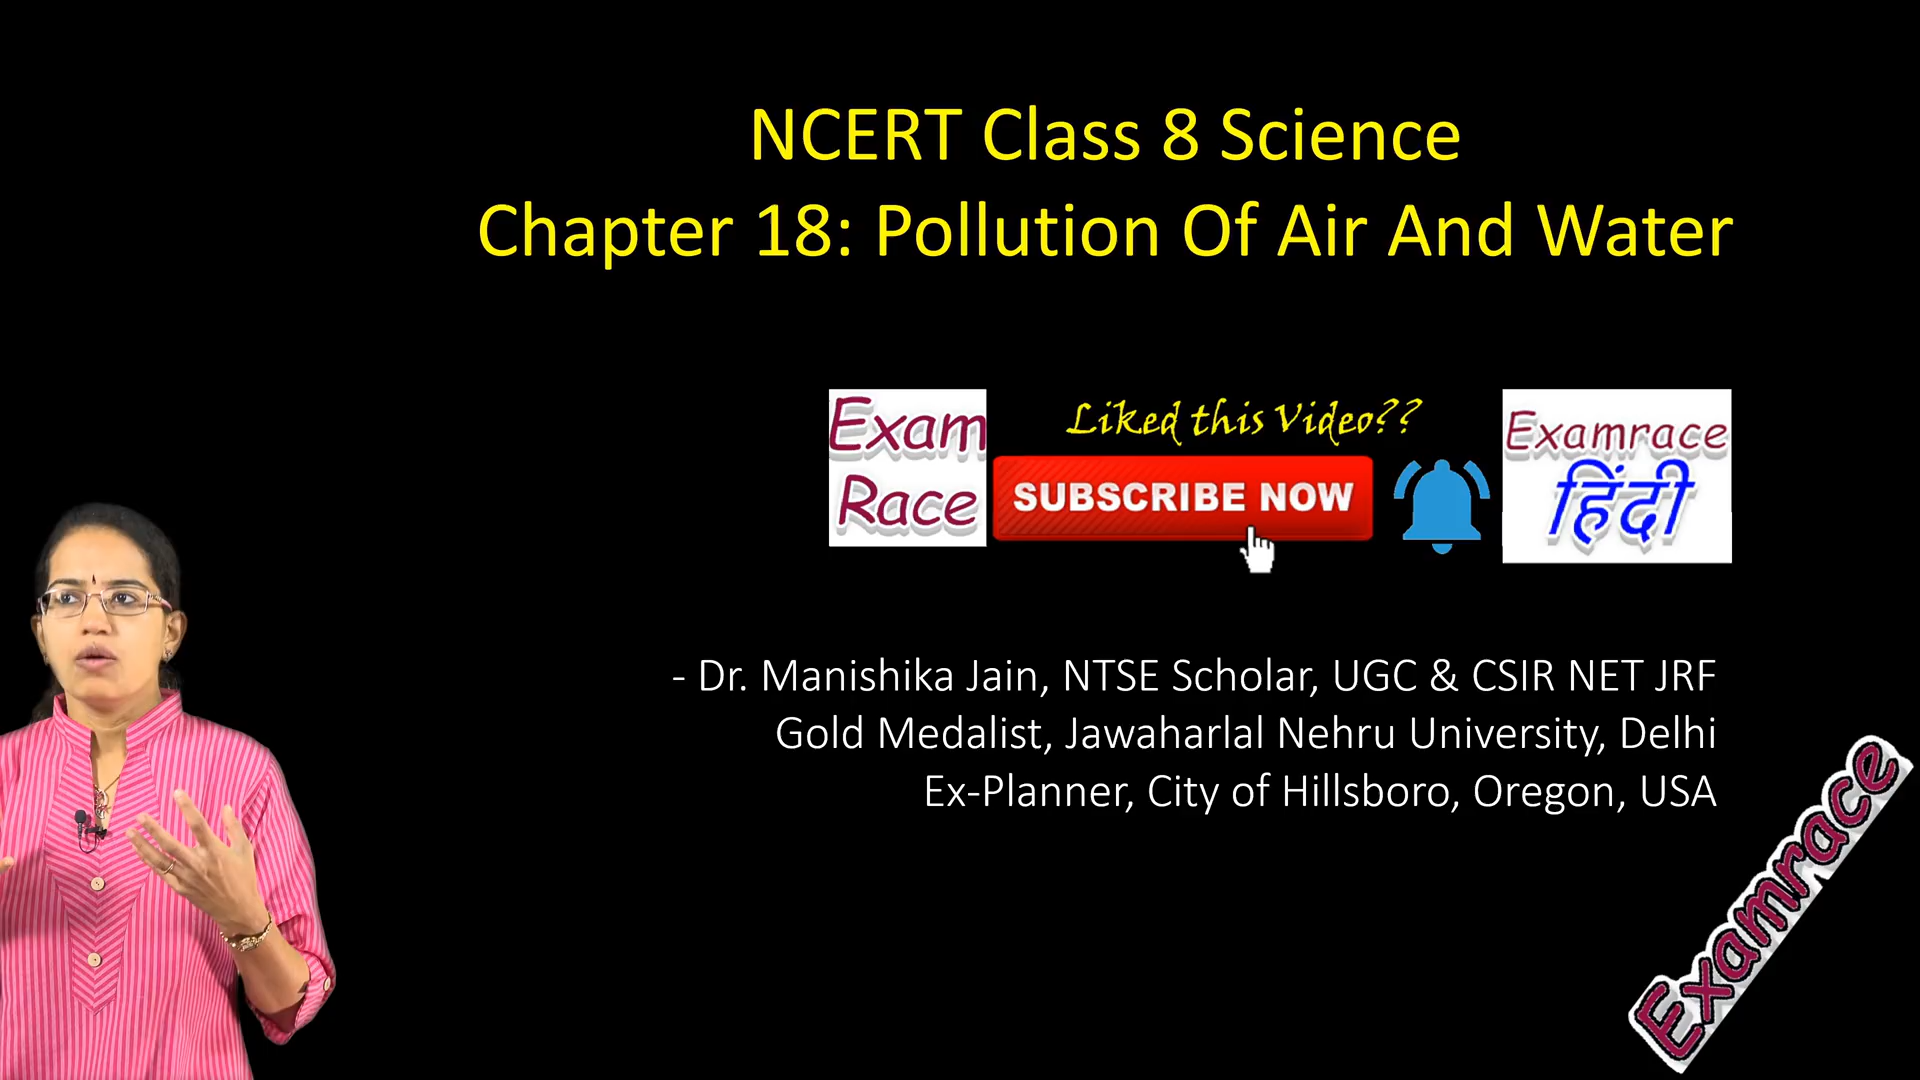 NCERT Class 8 Science
Chapter 18: Pollution Of Air And Water
Exam
Race
Liked this Video??
SUBSCRIBE NOW
Examrace
हिंदी
- Dr. Manishika Jain, NTSE Scholar, UGC & CSIR NET JRF
Gold Medalist, Jawaharlal Nehru University, Delhi
Ex-Planner, City of Hillsboro, Oregon, USA
Examrace